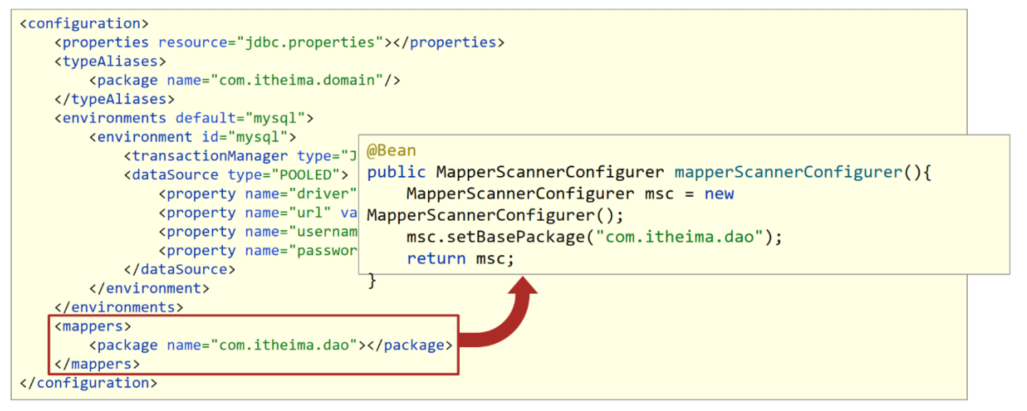 <configuration>
<properties resource="jdbc.properties"></properties>
<typeAliases>
<package name="com.itheima.domain"/>
</typeAliases>
<environments default="mysql">
<environment id="mysql">
<transactionManager type="J
<dataSource type="POOLED">
<property name="driver"
<property name="url" va
<property name="usernam
<property name="passwor
</dataSource>
</environment>
</environments>
<mappers>
<package name="com.itheima.dao"></package>
</mappers>
</configuration>
@Bean
public MapperScannerConfigurer mapperScannerConfigurer(){
MapperScannerConfigurer msc = new
MapperScannerConfigurer();
msc.setBasePackage("com.itheima.dao");
return msc;
}